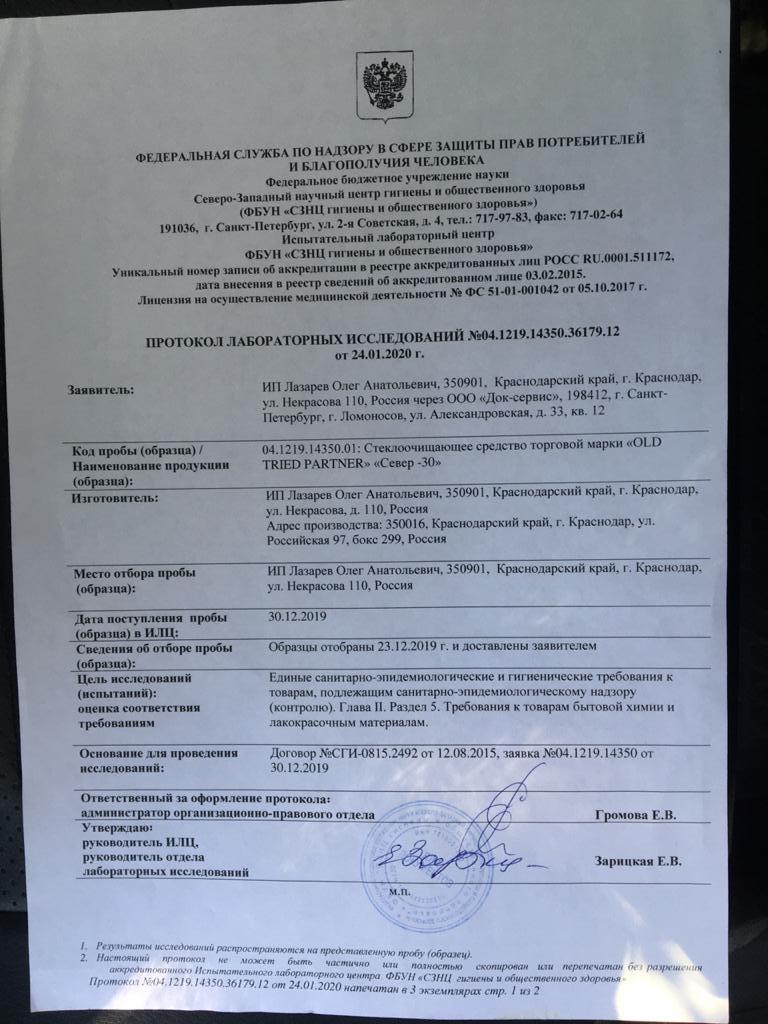 ФЕДЕРАЛЬНАЯ СЛУЖБА ПО НАДЗОРУ В СФЕРЕ ЗАЩИТЫ ПРАВ ПОТРЕБИТЕЛЕЙ
И БЛАГОПОЛУЧИЯ ЧЕЛОВЕКА
Федеральное бюджетное учреждение науки
Северо-Западный научный центр гигиены и общественного здоровья
(ФБУН «СЗНЦ гигиены и общественного здоровья»)
191036, г. Санкт-Петербург, ул. 2-я Советская, д. 4, тел.: 717-97-83, факс: 717-02-64
Испытательный лабораторный центр
ФБУН «СЗНЦ гигиены и общественного здоровья»
Уникальный номер записи об аккредитации в реестре аккредитованных лиц РОСС RU.0001.511172,
дата внесения в реестр сведений об аккредитованном лице 03.02.2015.
Лицензия на осуществление медицинской деятельности № ФС 51-01-001042 от 05.10.2017 г.
ПРОТОКОЛ ЛАБОРАТОРНЫХ ИССЛЕДОВАНИЙ №04.1219.14350.36179.12
от 24.01.2020 г.
Заявитель:
ИП Лазарев Олег Анатольевич, 350901, Краснодарский край, г. Краснодар,
ул. Некрасова 110, Россия через ООО «Док-сервис», 198412, г. Санкт-
Петербург, г. Ломоносов, ул. Александровская, д. 33, кв. 12
Код пробы (образца) /
Наименование продукции
(образца):
04.1219.14350.01: Стеклоочищающее средство торговой марки «OLD
TRIED PARTNER» «Север -30»
Изготовитель:
ИП Лазарев Олег Анатольевич, 350901, Краснодарский край, г. Краснодар,
ул. Некрасова, д. 110, Россия
Адрес производства: 350016, Краснодарский край, г. Краснодар, ул.
Российская 97, бокс 299, Россия
Место отбора пробы
(образца):
ИП Лазарев Олег Анатольевич, 350901, Краснодарский край, г. Краснодар,
ул. Некрасова 110, Россия
Дата поступления пробы
(образца) в ИЛЦ:
30.12.2019
Сведения об отборе пробы
(образца):
Образцы отобраны 23.12.2019 г. и доставлены заявителем
Цель исследований
(испытаний):
оценка соответствия
требованиям
Единые санитарно-эпидемиологические и гигиенические требования к
товарам, подлежащим санитарно-эпидемиологическому надзору
(контролю). Глава II. Раздел 5. Требования к товарам бытовой химии и
лакокрасочным материалам.
Основание для проведения
исследований:
Договор №СГИ-0815.2492 от 12.08.2015, заявка №04.1219.14350 от
30.12.2019
Ответственный за оформление протокола:
администратор организационно-правового отдела
Громова Е.В.
Утверждаю:
руководитель ИЛЦ,
руководитель отдела
лабораторных исследований
Зарицкая Е.В.
м.п.
1. Результаты исследований распространяются на представленную пробу (образец).
2. Настоящий протокол не может быть частично или полностью скопирован или перепечатан без разрешения
аккредитованного Испытательного лабораторного центра ФБУН «СЗНЦ гигиены и общественного здоровья»
Протокол №04.1219.14350.36179.12 от 24.01.2020 напечатан в 3 экземплярах стр. 1 из 2